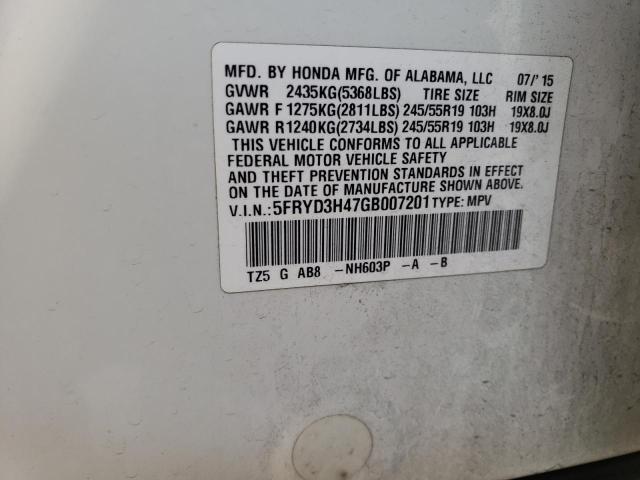 MFD. BY HONDA MFG. OF ALABAMA, LLC 07/'15
GVWR 2435KG(5368LBS) TIRE SIZE RIM SIZE
GAWR F 1275KG(2811LBS) 245/55R19 103H 19X8.0J
GAWR R1240KG(2734LBS) 245/55R19 103H 19X8.0J
THIS VEHICLE CONFORMS TO ALL APPLICABLE
FEDERAL MOTOR VEHICLE SAFETY
AND THEFT PREVENTION STANDARDS IN EFFECT
ON THE DATE OF MANUFACTURE SHOWN ABOVE.
V.I.N.:5FRYD3H47GB007201 TYPE: MPV
TZ5 G AB8 -NH603P -A -B